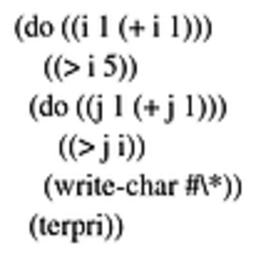 (do ((i 1 (+ i 1)))
((> i 5))
(do ((j 1 (+ j 1)))
((> j i))
(write-char #\*))
(terpri))